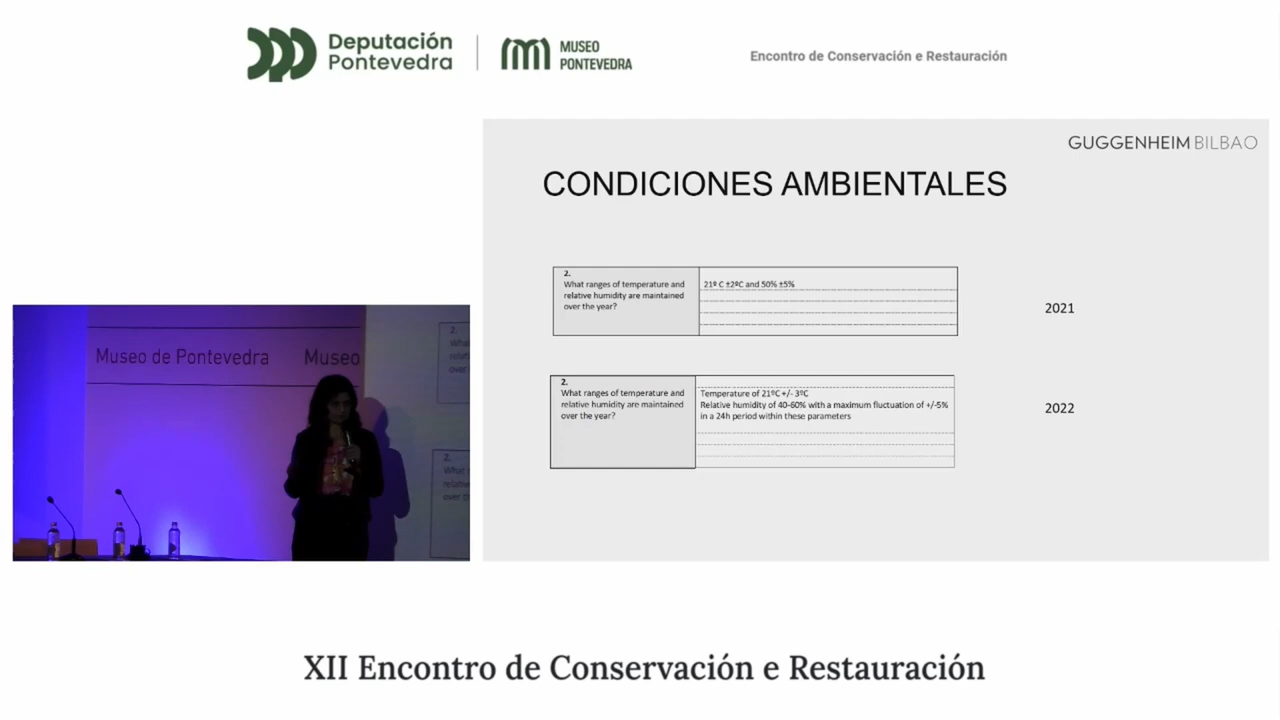 Deputación
Pontevedra
MUSEO
PONTEVEDRA
Encontro de Conservación e Restauración
GUGGENHEIM BILBAO
CONDICIONES AMBIENTALES
2.
What ranges of temperature and
relative humidity are maintained
over the year?
21º C ±2ºC and 50% ±5%
2021
2.
What ranges of temperature and
relative humidity are maintained
over the year?
Temperature of 21ºC +/- 3ºC
Relative humidity of 40-60% with a maximum fluctuation of +/-5%
in a 24h period within these parameters
2022
Museo de Pontevedra
Museo
XII Encontro de Conservación e Restauración